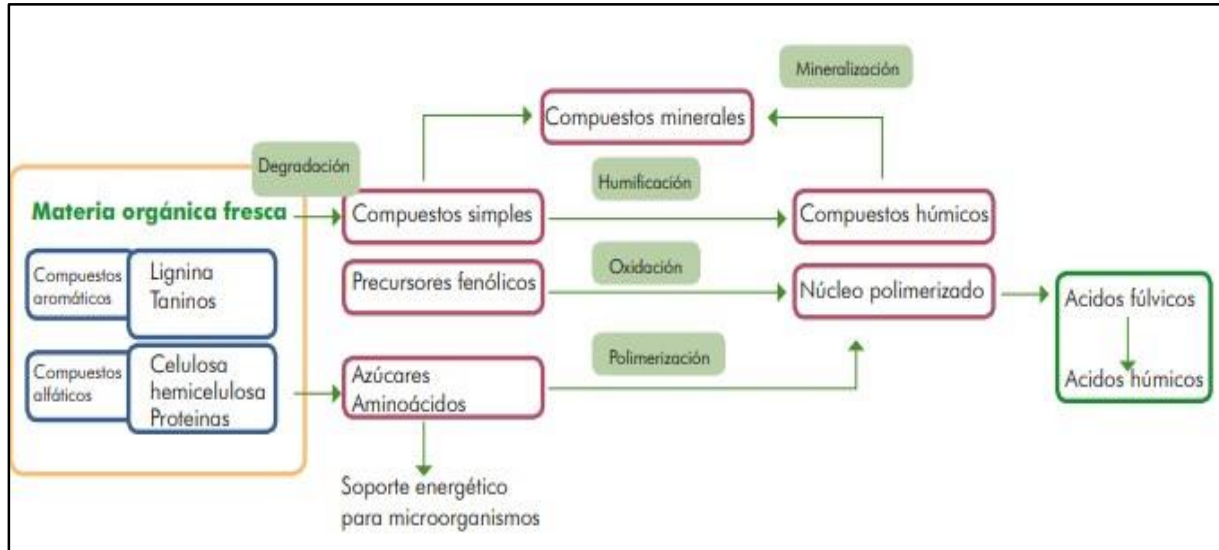 Mineralización
Compuestos minerales
Degradación
Humificación
Materia orgánica fresca
Compuestos simples
Compuestos húmicos
Compuestos
aromáticos
Lignina
Taninos
Precursores fenólicos
Oxidación
Núcleo polimerizado
Acidos fúlvicos
Acidos húmicos
Polimerización
Compuestos
alfáticos
Celulosa
hemicelulosa
Proteinas
Azúcares
Aminoácidos
Soporte energético
para microorganismos